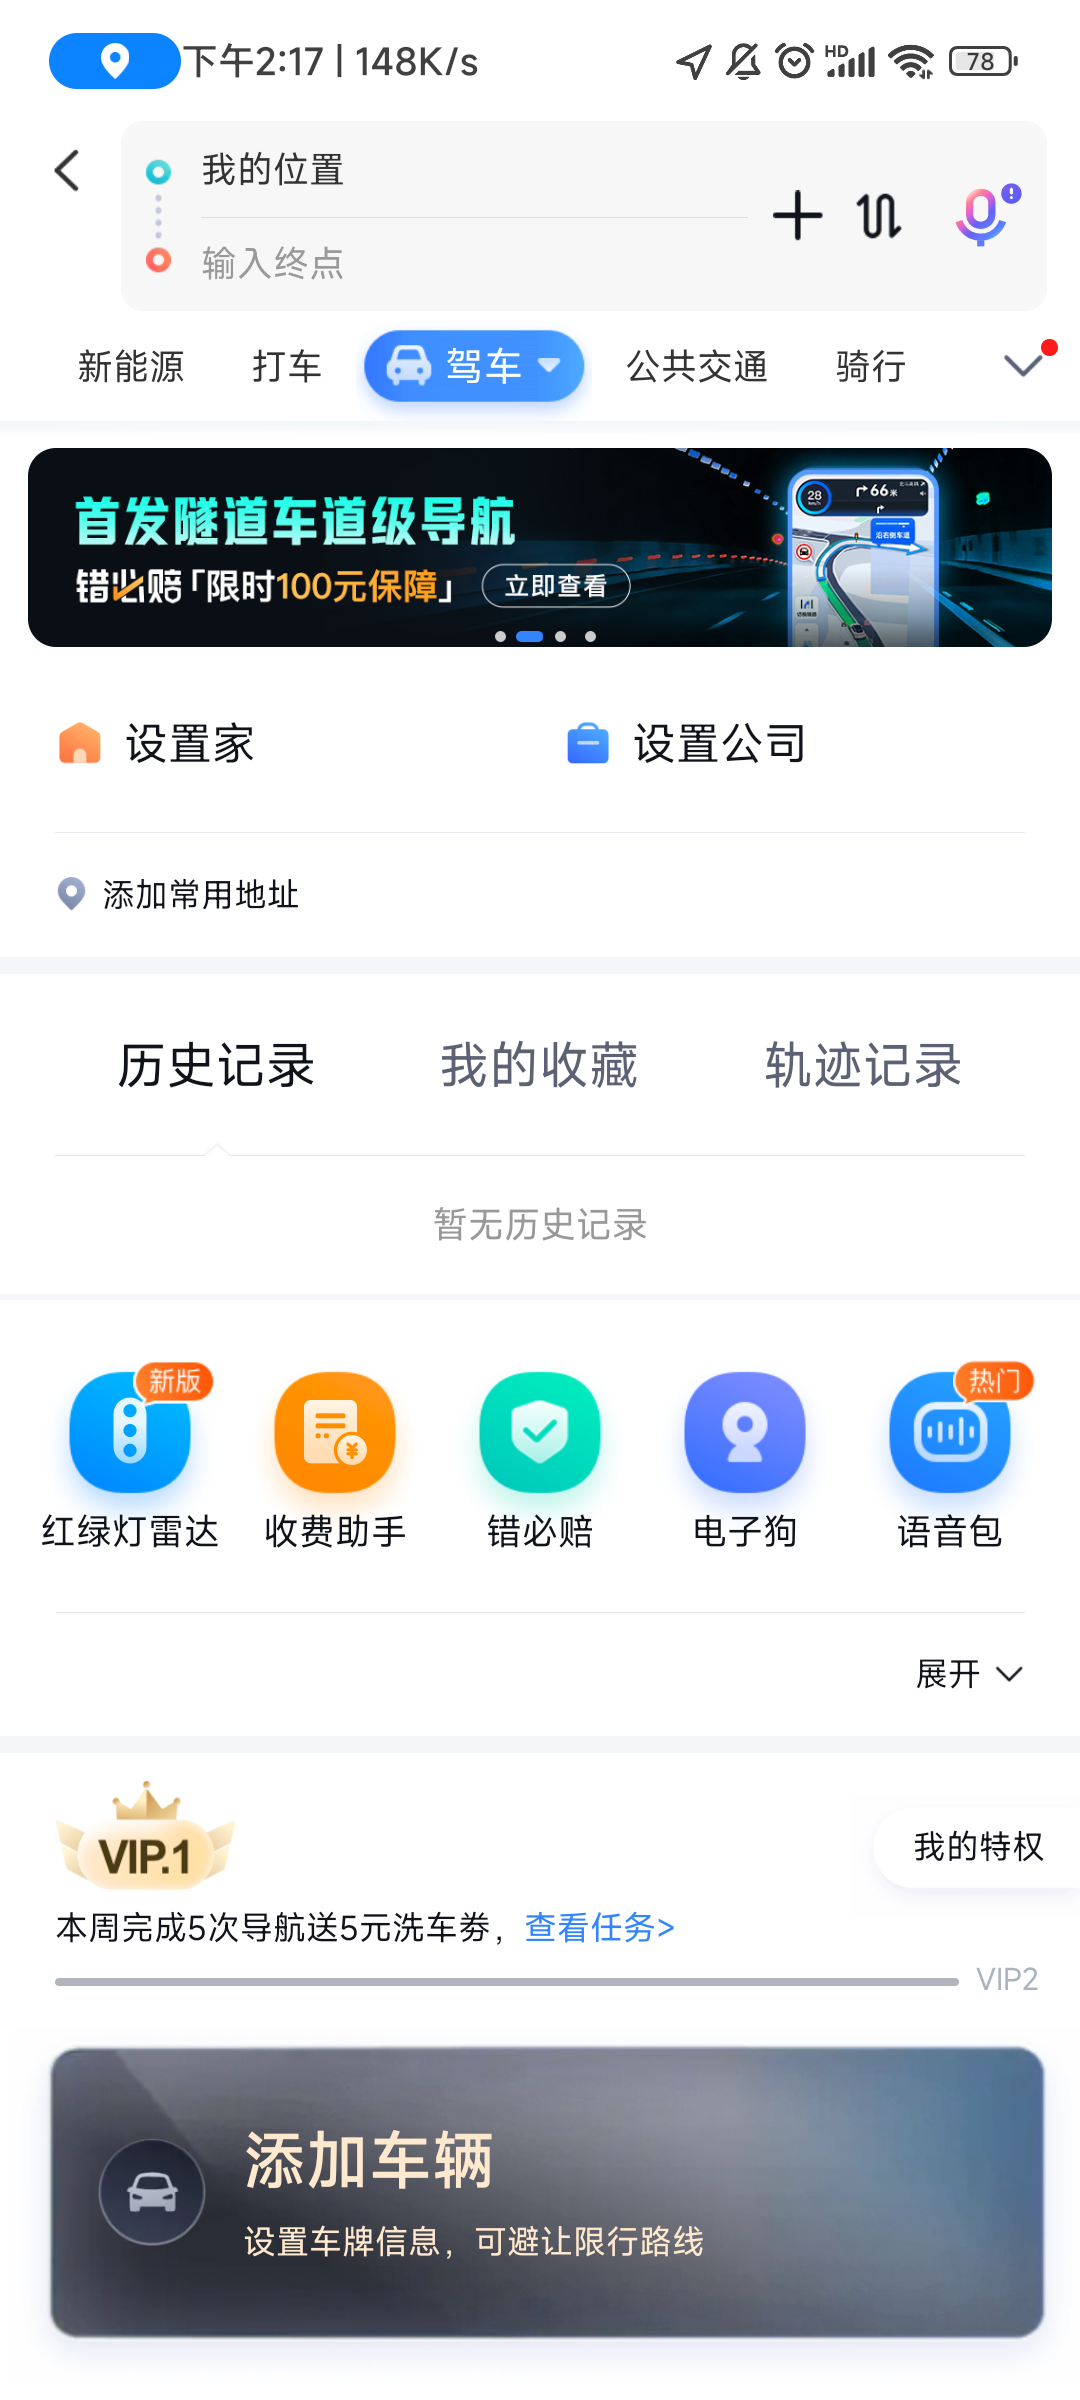 下午2:17 | 148K/s
HD
78
我的位置
输入终点
新能源 打车 驾车 公共交通 骑行
首发隧道车道级导航
错必赔「限时100元保障」 立即查看
28
66米
沿右侧车道
设置家 设置公司
添加常用地址
历史记录 我的收藏 轨迹记录
暂无历史记录
新版 热门
红绿灯雷达 收费助手 错必赔 电子狗 语音包
展开
VIP.1
我的特权
本周完成5次导航送5元洗车劵，查看任务>
VIP2
添加车辆
设置车牌信息，可避让限行路线